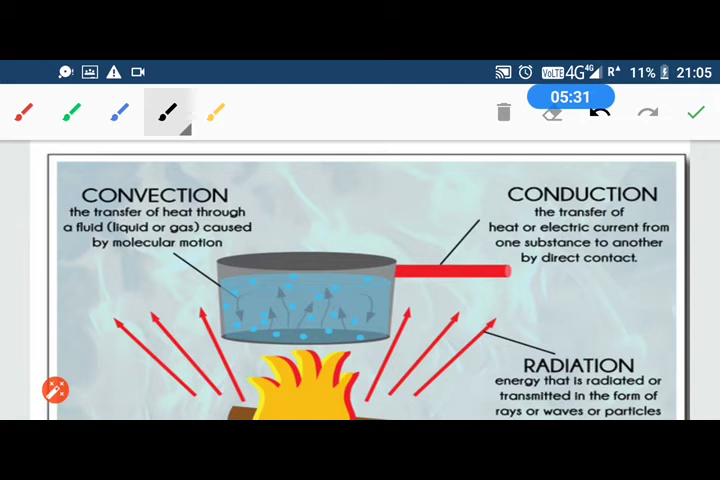 VoLTE 4G 4G R 11% 21:05
05:31
CONVECTION
the transfer of heat through
a fluid (liquid or gas) caused
by molecular motion
CONDUCTION
the transfer of
heat or electric current from
one substance to another
by direct contact.
RADIATION
energy that is radiated or
transmitted in the form of
rays or waves or particles